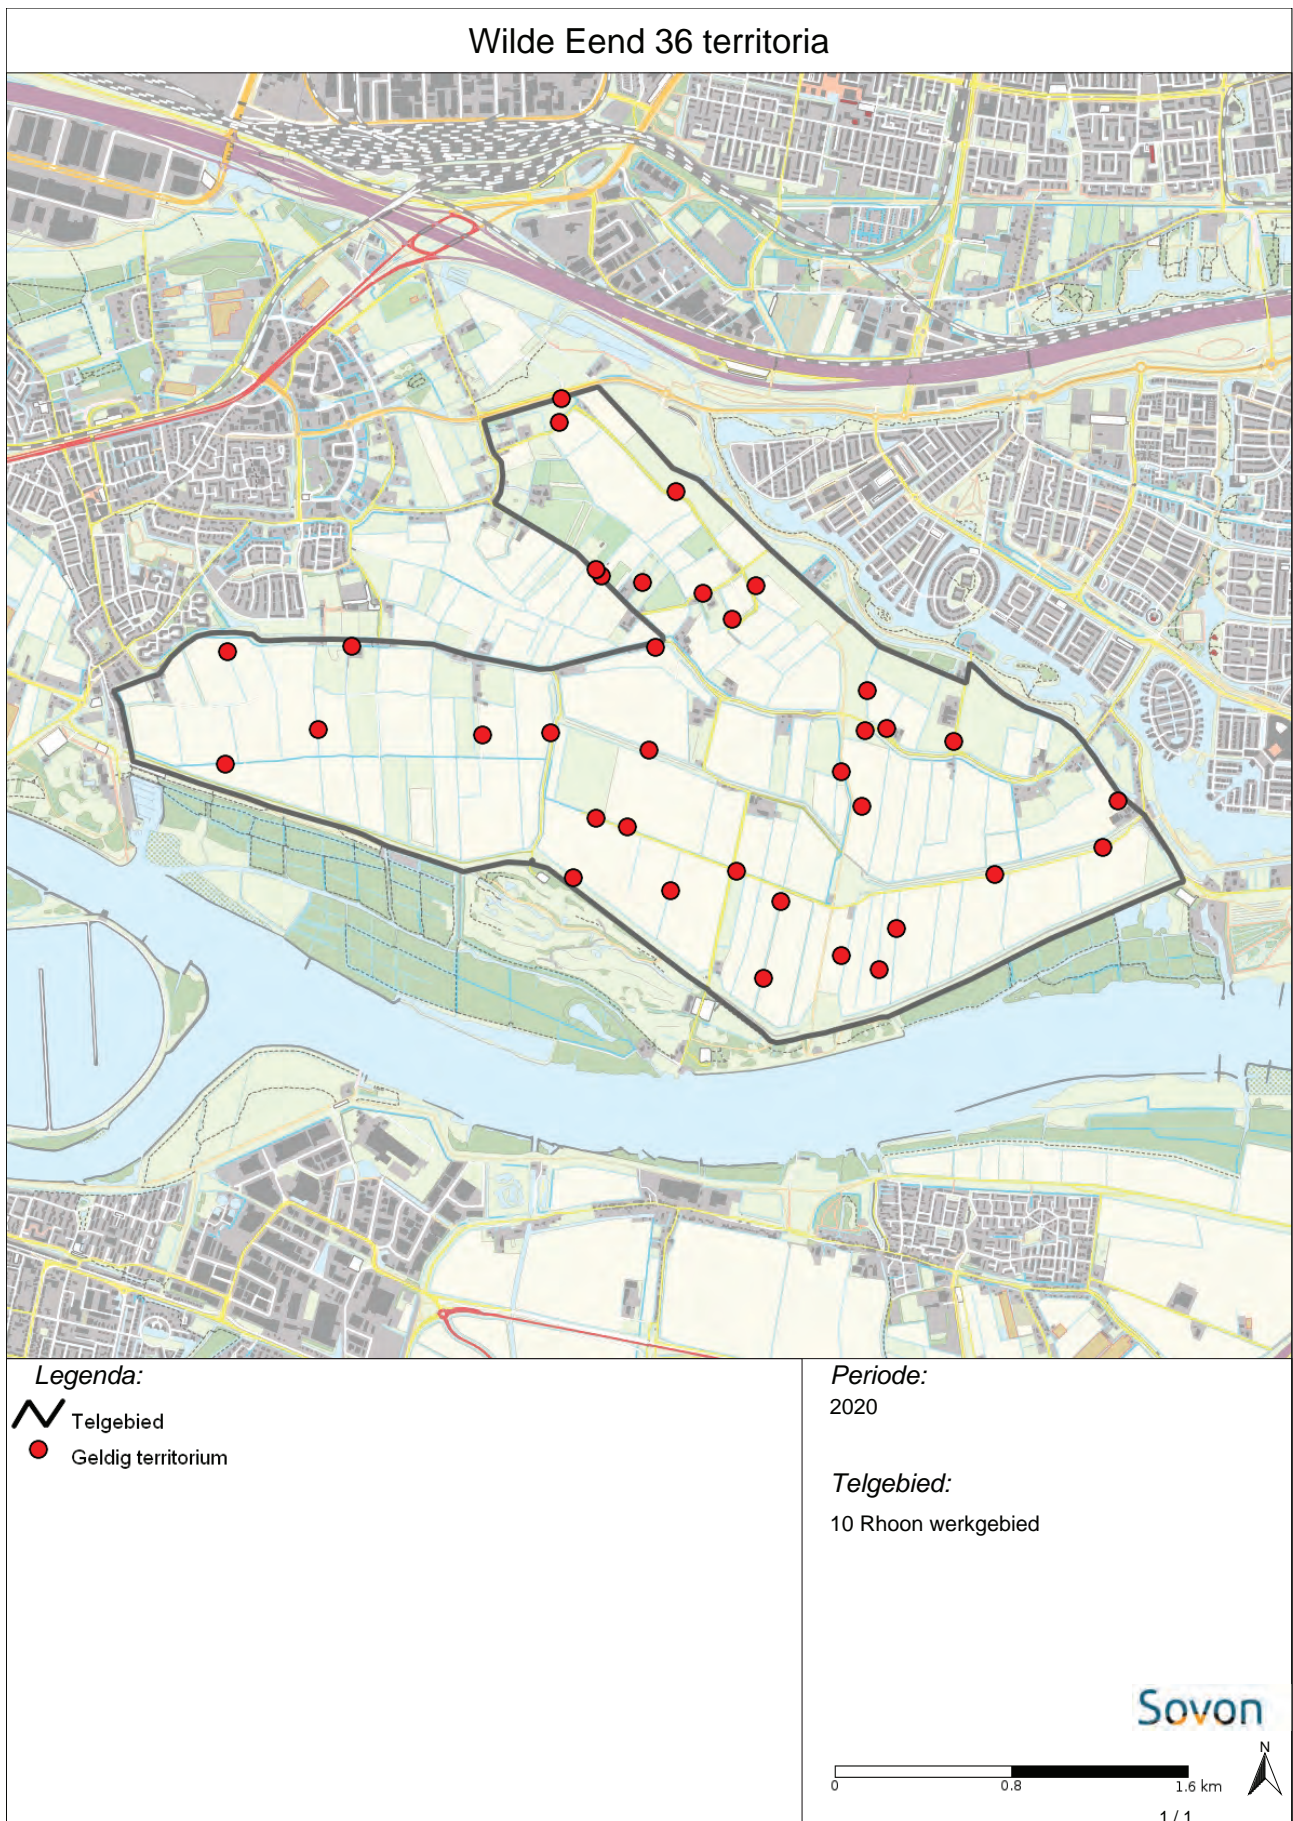 Wilde Eend 36 territoria
Legenda:
Telgebied
Geldig territorium
Periode:
2020
Telgebied:
10 Rhoon werkgebied
Sovon
N
0 0.8 1.6 km
1 / 1